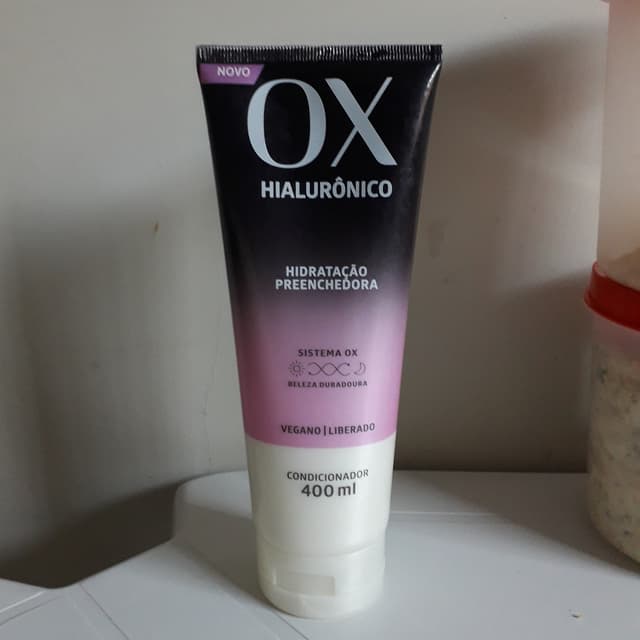 NOVO
OX
HIALURÔNICO
HIDRATAÇÃO
PREENCHEDORA
SISTEMA OX
BELEZA DURADOURA
VEGANO | LIBERADO
CONDICIONADOR
400 ml